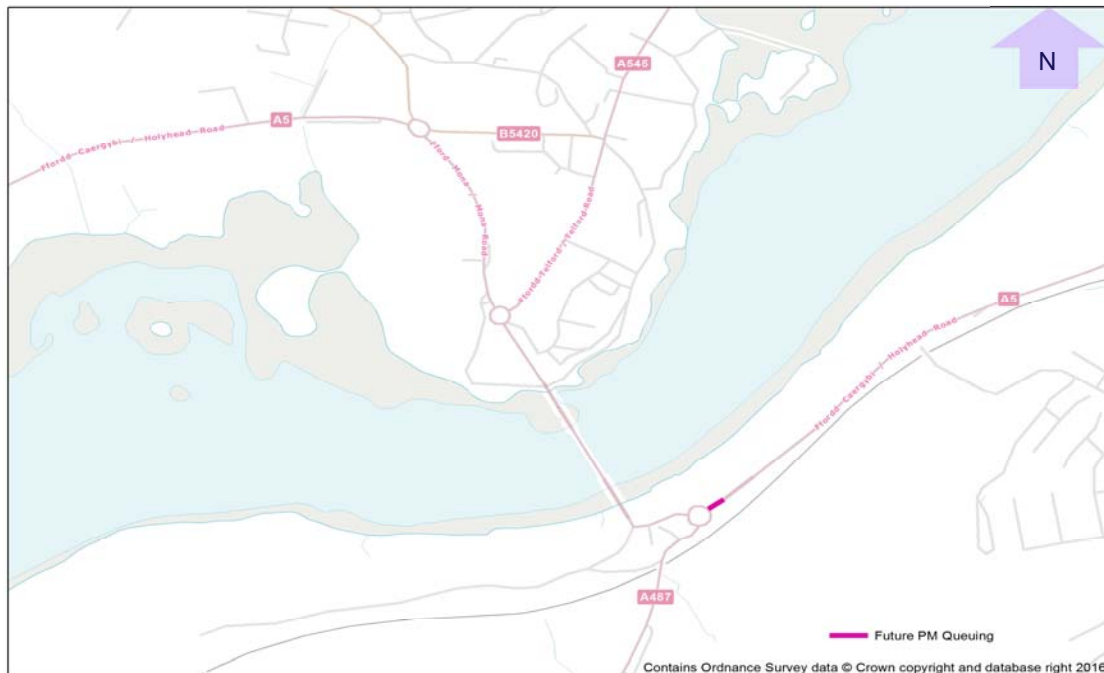 A545
N
A5
B5420
Ffordd Caergybi / Holyhead Road
Ffordd Mona / Mona Road
Ffordd Telford / Telford Road
A5
Ffordd Caergybi / Holyhead Road
A487
Future PM Queuing
Contains Ordnance Survey data © Crown copyright and database right 2016